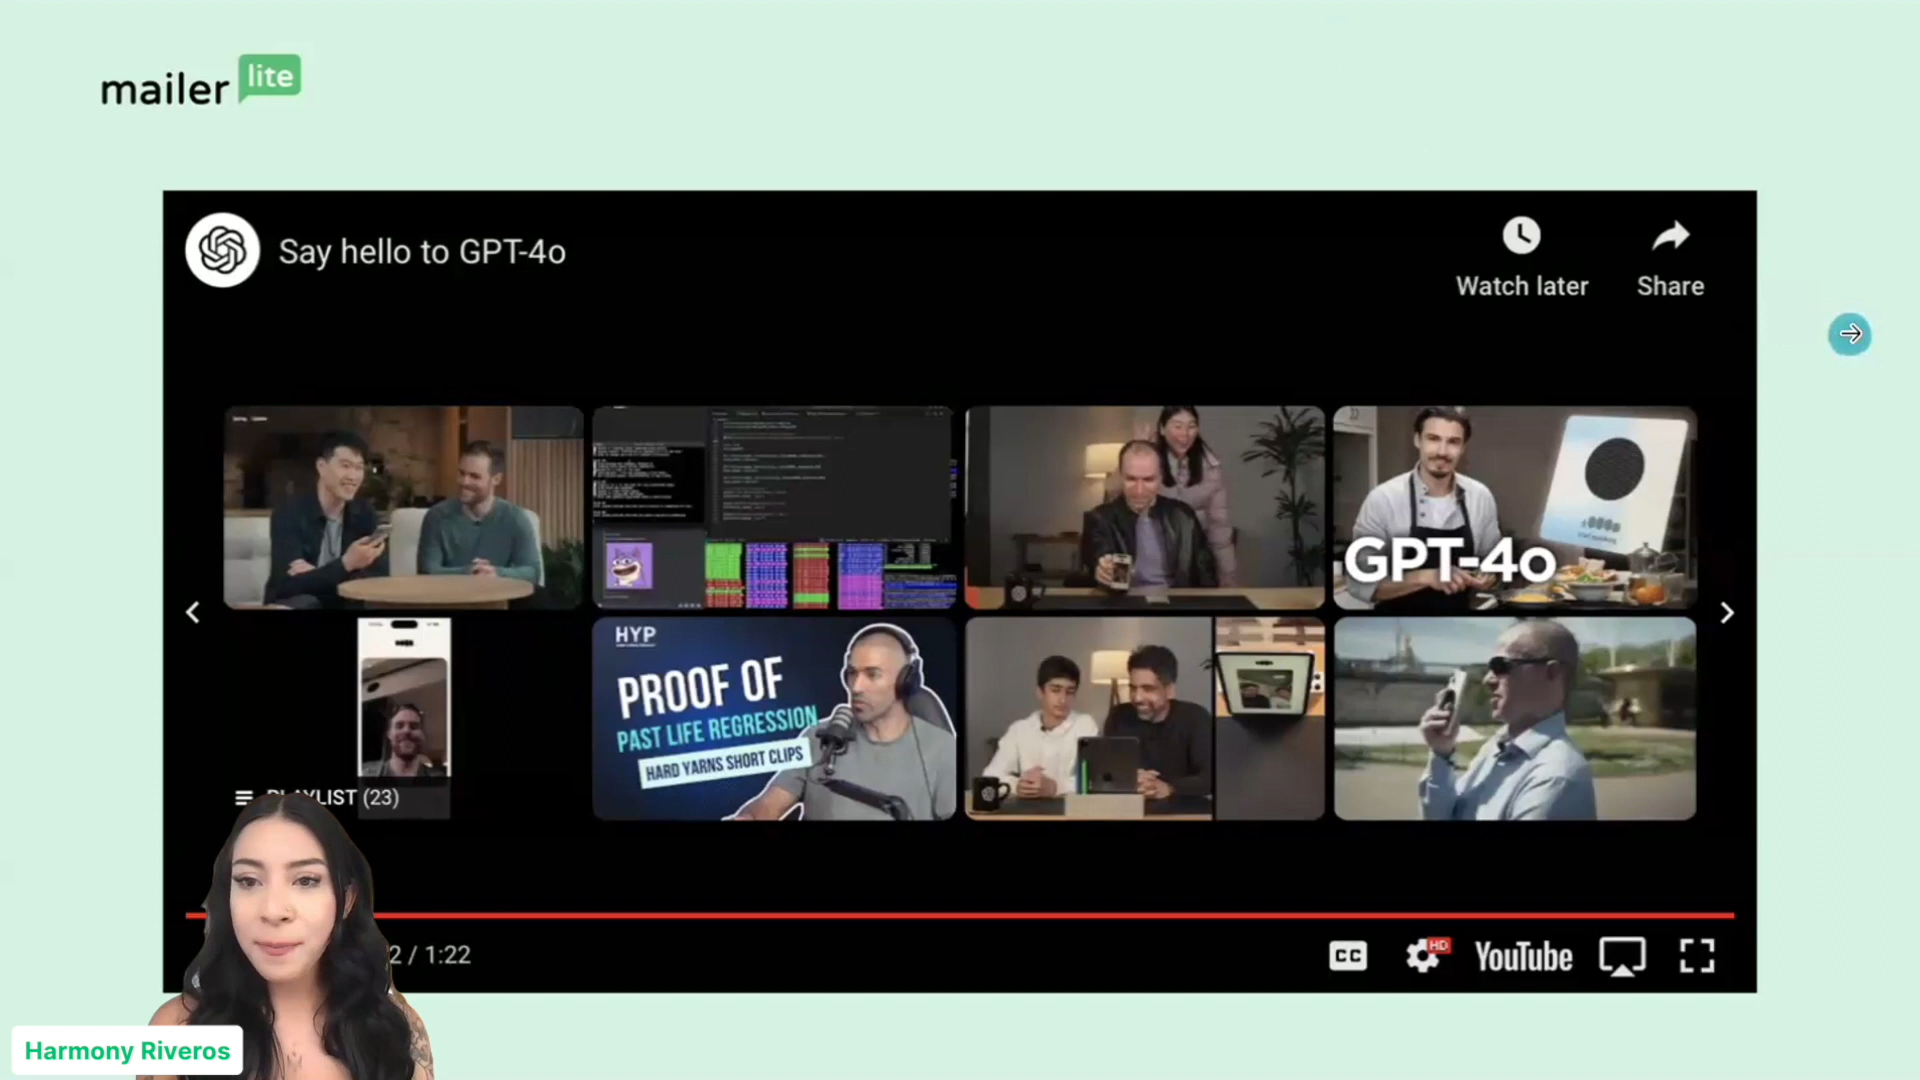 mailer lite
Say hello to GPT-4o
Watch later
Share
GPT-4o
HYP
PROOF OF
PAST LIFE REGRESSION
HARD YARNS SHORT CLIPS
PLAYLIST (23)
2 / 1:22
CC
HD
YouTube
Harmony Riveros